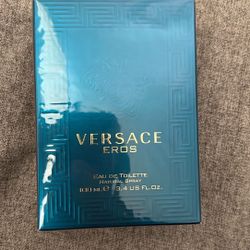 VERSACE
EROS
EAU DE TOILETTE
NATURAL SPRAY
100 ML ℮ 3,4 US FL.OZ.